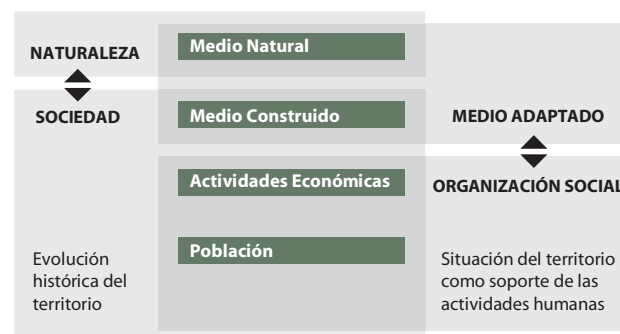 NATURALEZA
SOCIEDAD
Evolución
histórica del
territorio
Medio Natural
Medio Construido
Actividades Económicas
Población
MEDIO ADAPTADO
ORGANIZACIÓN SOCIAL
Situación del territorio
como soporte de las
actividades humanas